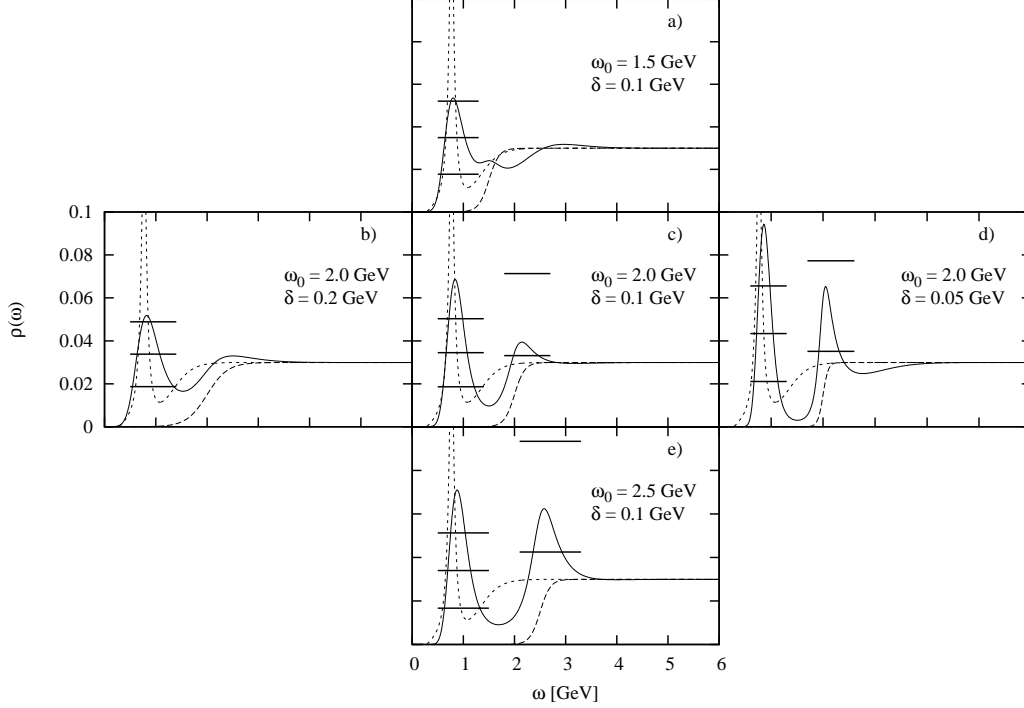 a)
ω₀ = 1.5 GeV
δ = 0.1 GeV
0.1
0.08
0.06
0.04
0.02
0
ρ(ω)
b)
ω₀ = 2.0 GeV
δ = 0.2 GeV
c)
ω₀ = 2.0 GeV
δ = 0.1 GeV
d)
ω₀ = 2.0 GeV
δ = 0.05 GeV
e)
ω₀ = 2.5 GeV
δ = 0.1 GeV
0 1 2 3 4 5 6
ω [GeV]